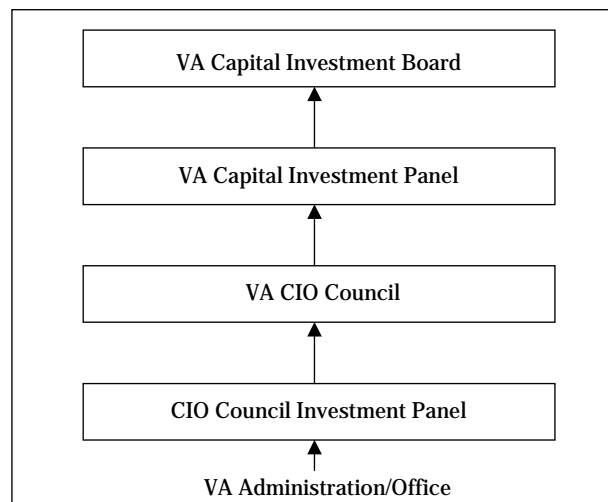 VA Capital Investment Board
VA Capital Investment Panel
VA CIO Council
CIO Council Investment Panel
VA Administration/Office